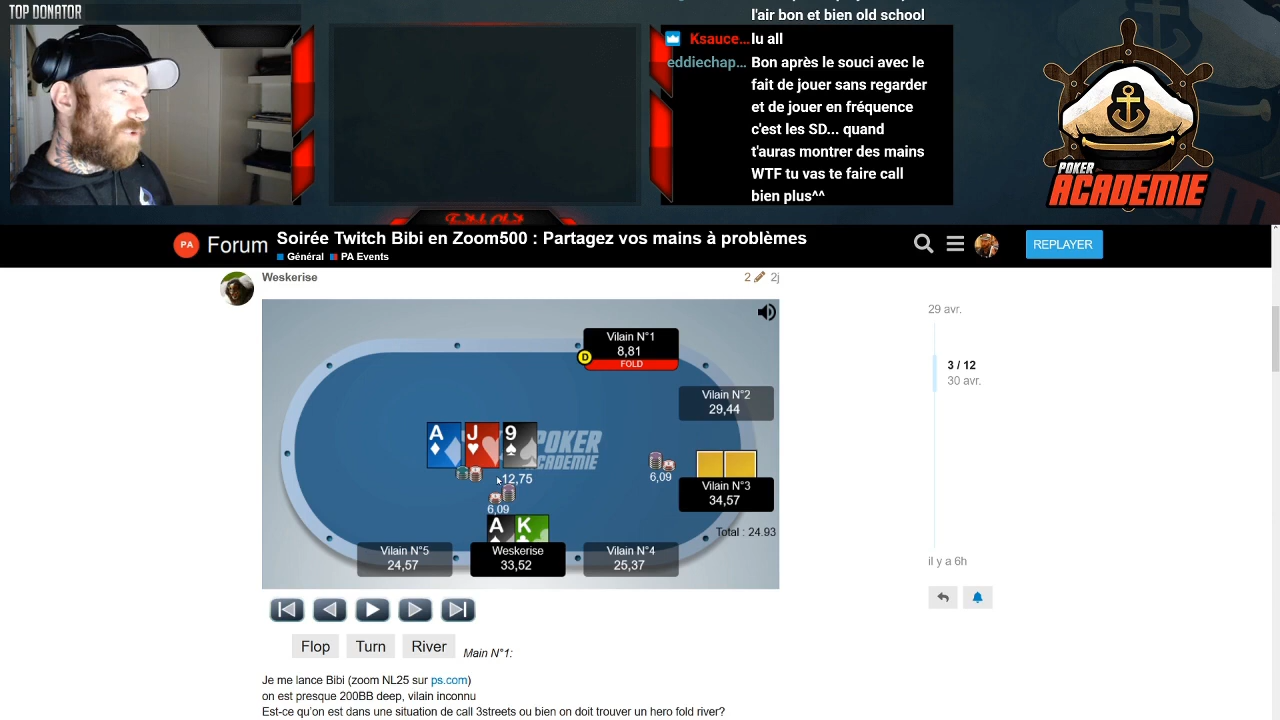 TOP DONATOR
l'air bon et bien old school
Ksauce... lu all
eddiechap... Bon après le souci avec le
fait de jouer sans regarder
et de jouer en fréquence
c'est les SD... quand
t'auras montrer des mains
WTF tu vas te faire call
bien plus^^
POKER
ACADEMIE
PA Forum
Soirée Twitch Bibi en Zoom500 : Partagez vos mains à problèmes
Général PA Events
REPLAYER
Weskerise
2 2j
Vilain N°1
8,81
FOLD
D
Vilain N°2
29,44
A J 9
POKER
ACADEMIE
12,75
6,09
6,09
Vilain N°3
34,57
Total : 24.93
A K
Vilain N°5
24,57
Weskerise
33,52
Vilain N°4
25,37
29 avr.
3 / 12
30 avr.
il y a 6h
Flop Turn River Main N°1:
Je me lance Bibi (zoom NL25 sur ps.com)
on est presque 200BB deep, vilain inconnu
Est-ce qu'on est dans une situation de call 3streets ou bien on doit trouver un hero fold river?